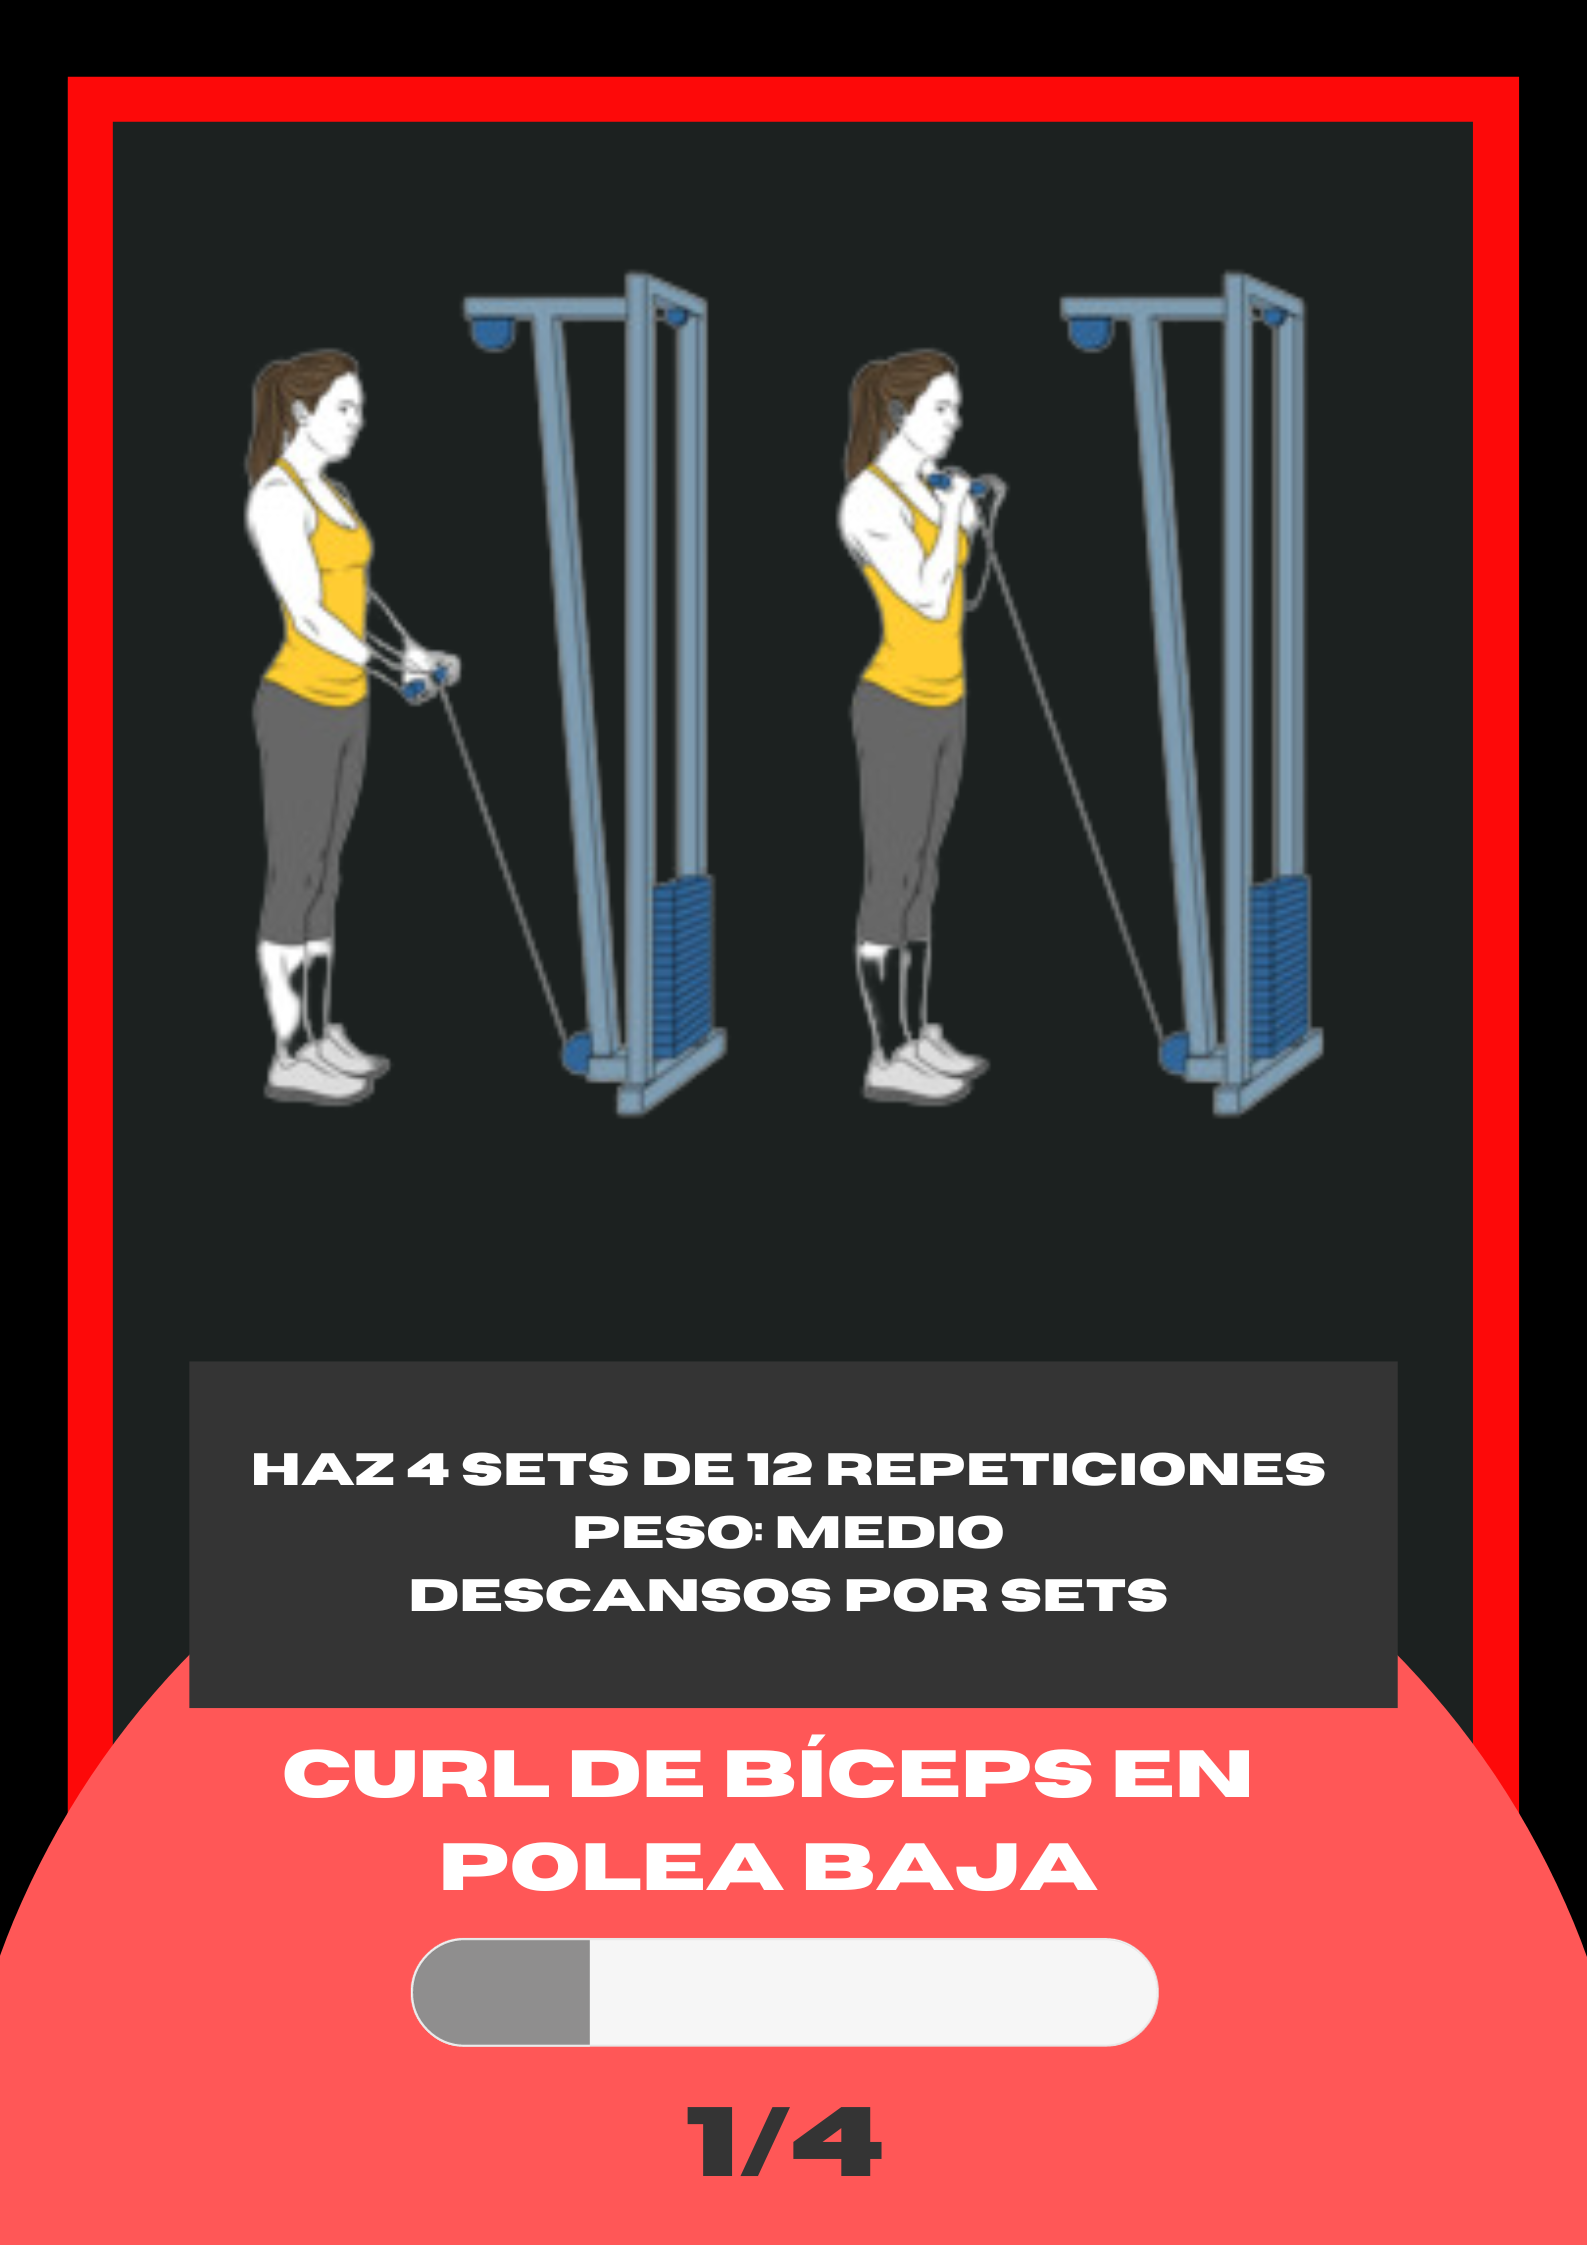 HAZ 4 SETS DE 12 REPETICIONES
PESO: MEDIO
DESCANSOS POR SETS
CURL DE BÍCEPS EN
POLEA BAJA
1/4